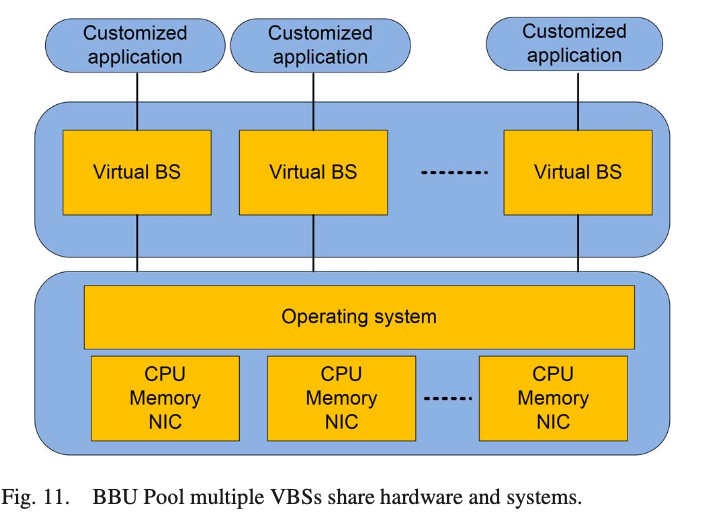 Customized
application
Customized
application
Customized
application
Virtual BS
Virtual BS
Virtual BS
Operating system
CPU
Memory
NIC
CPU
Memory
NIC
CPU
Memory
NIC
Fig. 11. BBU Pool multiple VBSs share hardware and systems.